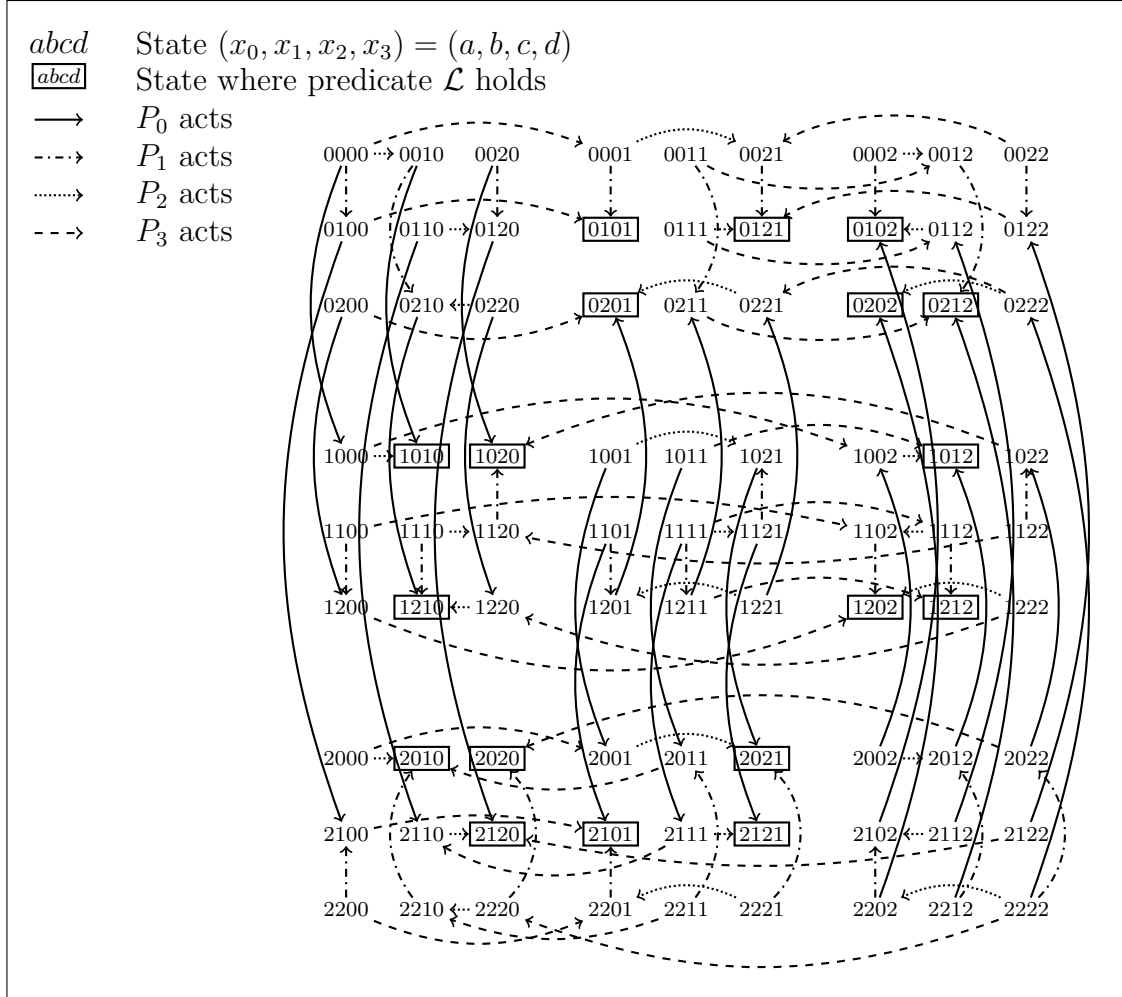 abcd State (x₀, x₁, x₂, x₃) = (a, b, c, d)
abcd State where predicate 𝓛 holds
P₀ acts
P₁ acts
P₂ acts
P₃ acts
0000 0010 0020 0001 0011 0021 0002 0012 0022
0100 0110 0120 0101 0111 0121 0102 0112 0122
0200 0210 0220 0201 0211 0221 0202 0212 0222
1000 1010 1020 1001 1011 1021 1002 1012 1022
1100 1110 1120 1101 1111 1121 1102 1112 1122
1200 1210 1220 1201 1211 1221 1202 1212 1222
2000 2010 2020 2001 2011 2021 2002 2012 2022
2100 2110 2120 2101 2111 2121 2102 2112 2122
2200 2210 2220 2201 2211 2221 2202 2212 2222